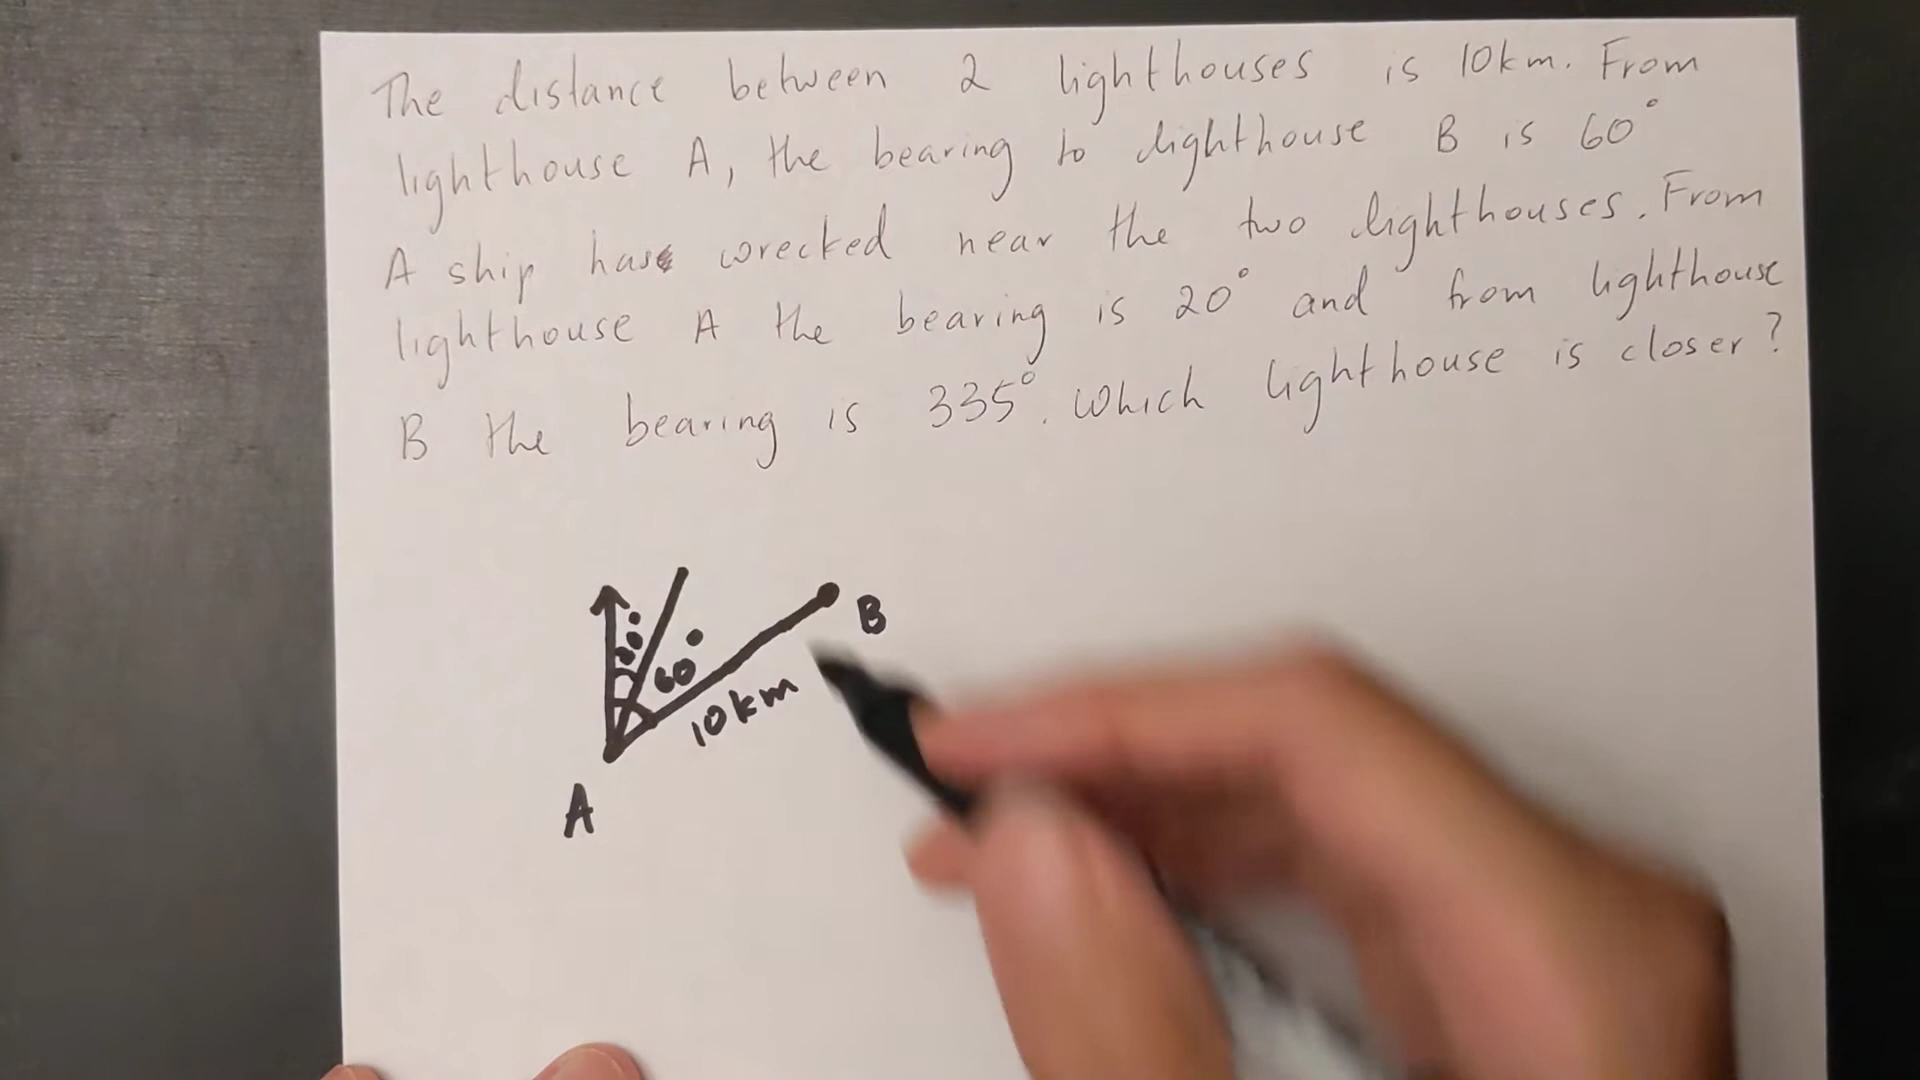 The distance between 2 lighthouses is 10km. From
lighthouse A, the bearing to lighthouse B is 60°
A ship has wrecked near the two lighthouses. From
lighthouse A the bearing is 20° and from lighthouse
B the bearing is 335°. Which lighthouse is closer?
20°
60°
B
10km
A